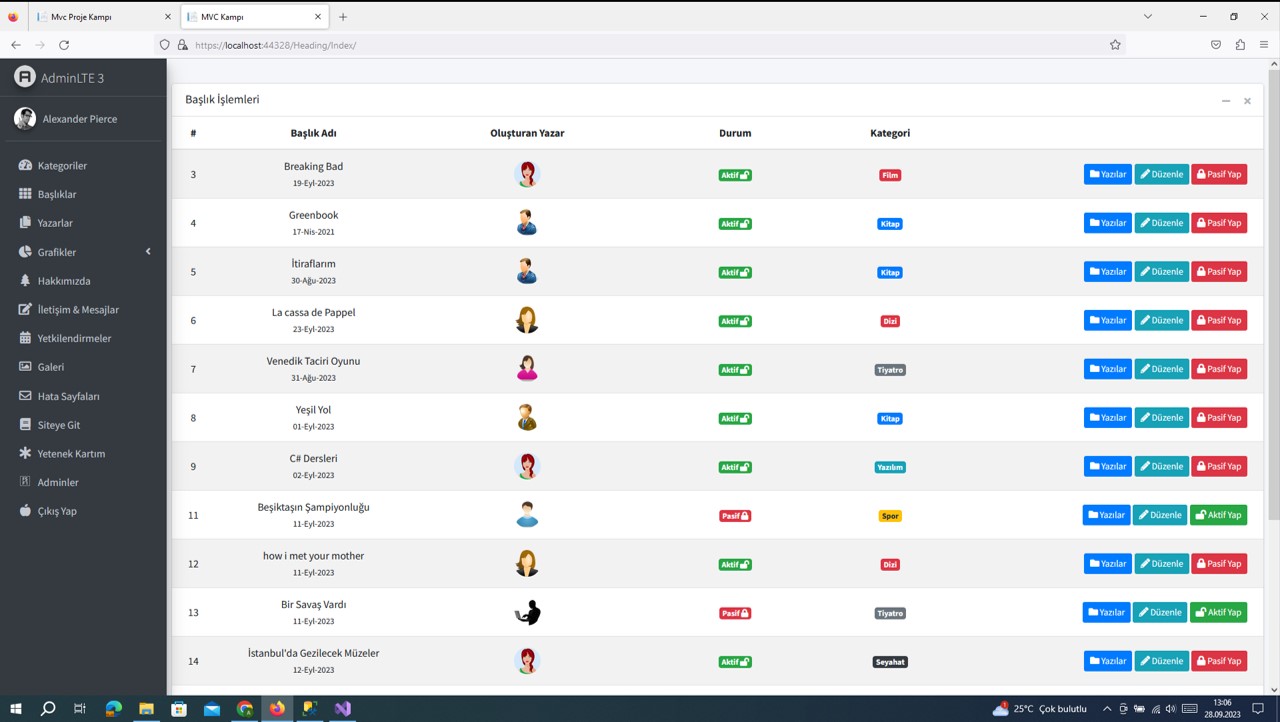 Mvc Proje Kampı
MVC Kampı
https://localhost:44328/Heading/Index/
AdminLTE 3
Alexander Pierce
Kategoriler
Başlıklar
Yazarlar
Grafikler
Hakkımızda
İletişim & Mesajlar
Yetkilendirmeler
Galeri
Hata Sayfaları
Siteye Git
Yetenek Kartım
Adminler
Çıkış Yap
Başlık İşlemleri
# Başlık Adı Oluşturan Yazar Durum Kategori
3 Breaking Bad Aktif Film Yazılar Düzenle Pasif Yap
19-Eyl-2023
4 Greenbook Aktif Kitap Yazılar Düzenle Pasif Yap
17-Nis-2021
5 İtiraflarım Aktif Kitap Yazılar Düzenle Pasif Yap
30-Ağu-2023
6 La cassa de Pappel Aktif Dizi Yazılar Düzenle Pasif Yap
23-Eyl-2023
7 Venedik Taciri Oyunu Aktif Tiyatro Yazılar Düzenle Pasif Yap
31-Ağu-2023
8 Yeşil Yol Aktif Kitap Yazılar Düzenle Pasif Yap
01-Eyl-2023
9 C# Dersleri Aktif Yazılım Yazılar Düzenle Pasif Yap
02-Eyl-2023
11 Beşiktaşın Şampiyonluğu Pasif Spor Yazılar Düzenle Aktif Yap
11-Eyl-2023
12 how i met your mother Aktif Dizi Yazılar Düzenle Pasif Yap
11-Eyl-2023
13 Bir Savaş Vardı Pasif Tiyatro Yazılar Düzenle Aktif Yap
11-Eyl-2023
14 İstanbul'da Gezilecek Müzeler Aktif Seyahat Yazılar Düzenle Pasif Yap
12-Eyl-2023
25°C Çok bulutlu
13:06
28.09.2023